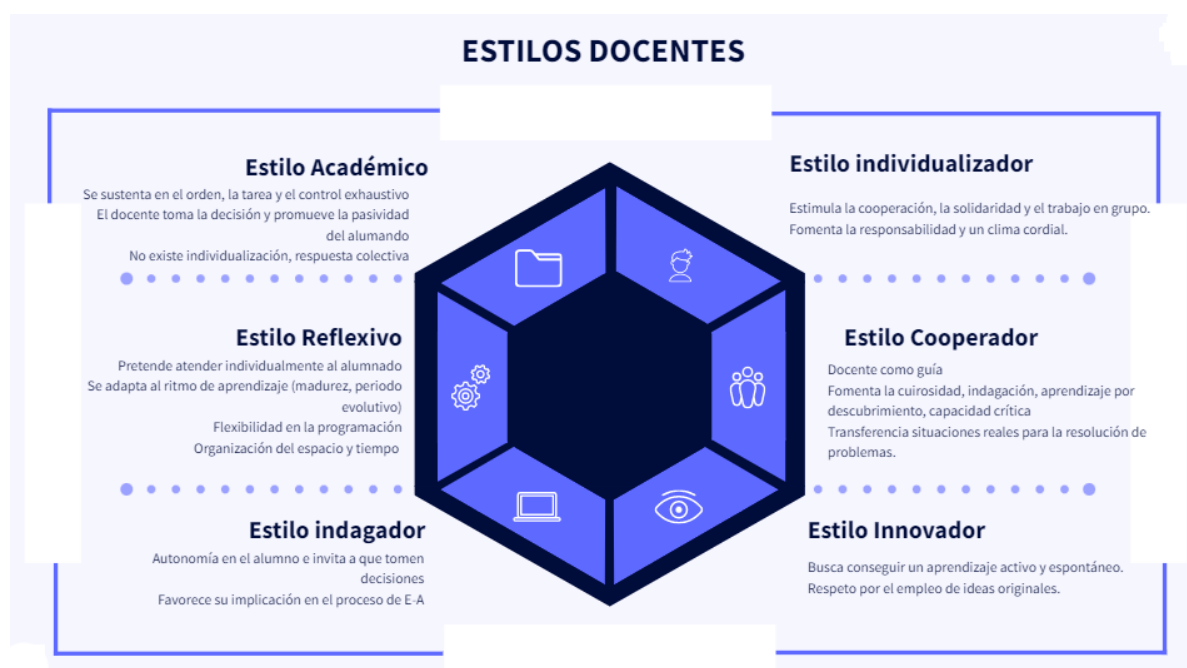 ESTILOS DOCENTES
Estilo Académico
Se sustenta en el orden, la tarea y el control exhaustivo
El docente toma la decisión y promueve la pasividad
del alumando
No existe individualización, respuesta colectiva
Estilo individualizador
Estimula la cooperación, la solidaridad y el trabajo en grupo.
Fomenta la responsabilidad y un clima cordial.
Estilo Reflexivo
Pretende atender individualmente al alumnado
Se adapta al ritmo de aprendizaje (madurez, periodo
evolutivo)
Flexibilidad en la programación
Organización del espacio y tiempo
Estilo Cooperador
Docente como guía
Fomenta la cuirosidad, indagación, aprendizaje por
descubrimiento, capacidad crítica
Transferencia situaciones reales para la resolución de
problemas.
Estilo indagador
Autonomía en el alumno e invita a que tomen
decisiones
Favorece su implicación en el proceso de E-A
Estilo Innovador
Busca conseguir un aprendizaje activo y espontáneo.
Respeto por el empleo de ideas originales.